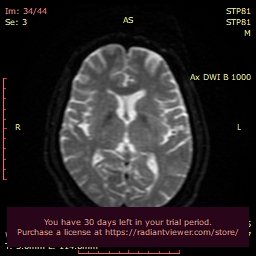 Im: 34/44
Se: 3
AS
STP81
STP81
M
Ax DWI B 1000
R
L
You have 30 days left in your trial period.
Purchase a license at https://radiantviewer.com/store/